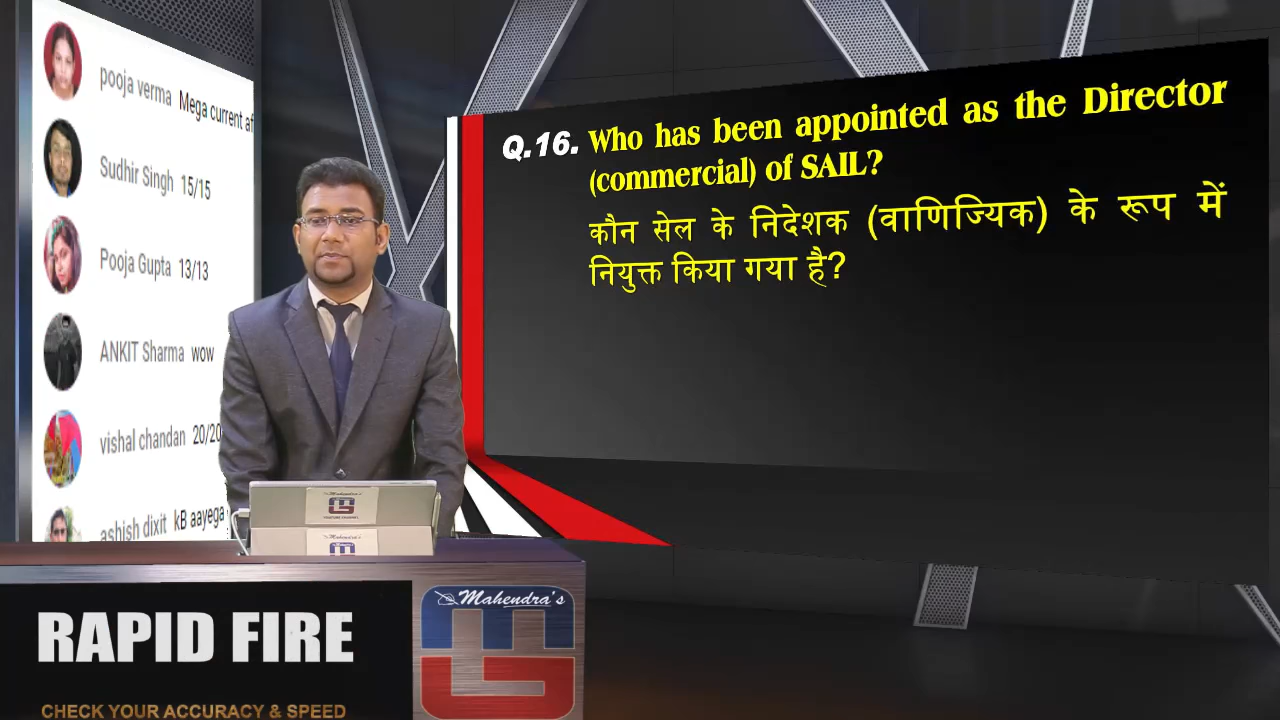 pooja verma Mega current af
Sudhir Singh 15/15
Pooja Gupta 13/13
ANKIT Sharma wow
vishal chandan 20/20
ashish dixit kB aayega
Q.16. Who has been appointed as the Director
(commercial) of SAIL?
कौन सेल के निदेशक (वाणिज्यिक) के रूप में
नियुक्त किया गया है?
Mahendra's
Mahendra's
RAPID FIRE
CHECK YOUR ACCURACY & SPEED
Mahendra's